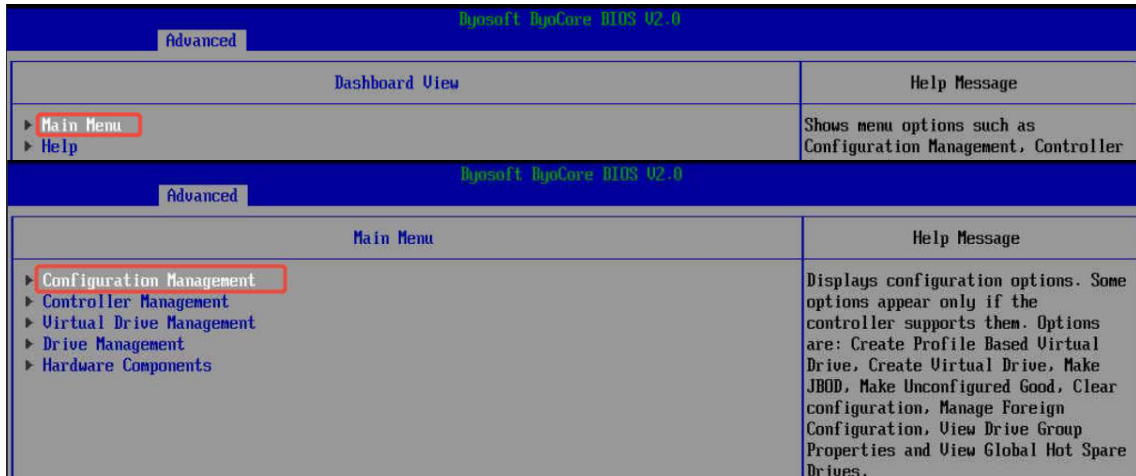 Byosoft ByoCore BIOS V2.0
Advanced
Dashboard View
Help Message
Main Menu
Help
Shows menu options such as
Configuration Management, Controller
Byosoft ByoCore BIOS V2.0
Advanced
Main Menu
Help Message
Configuration Management
Controller Management
Virtual Drive Management
Drive Management
Hardware Components
Displays configuration options. Some
options appear only if the
controller supports them. Options
are: Create Profile Based Virtual
Drive, Create Virtual Drive, Make
JBOD, Make Unconfigured Good, Clear
configuration, Manage Foreign
Configuration, View Drive Group
Properties and View Global Hot Spare
Drives.